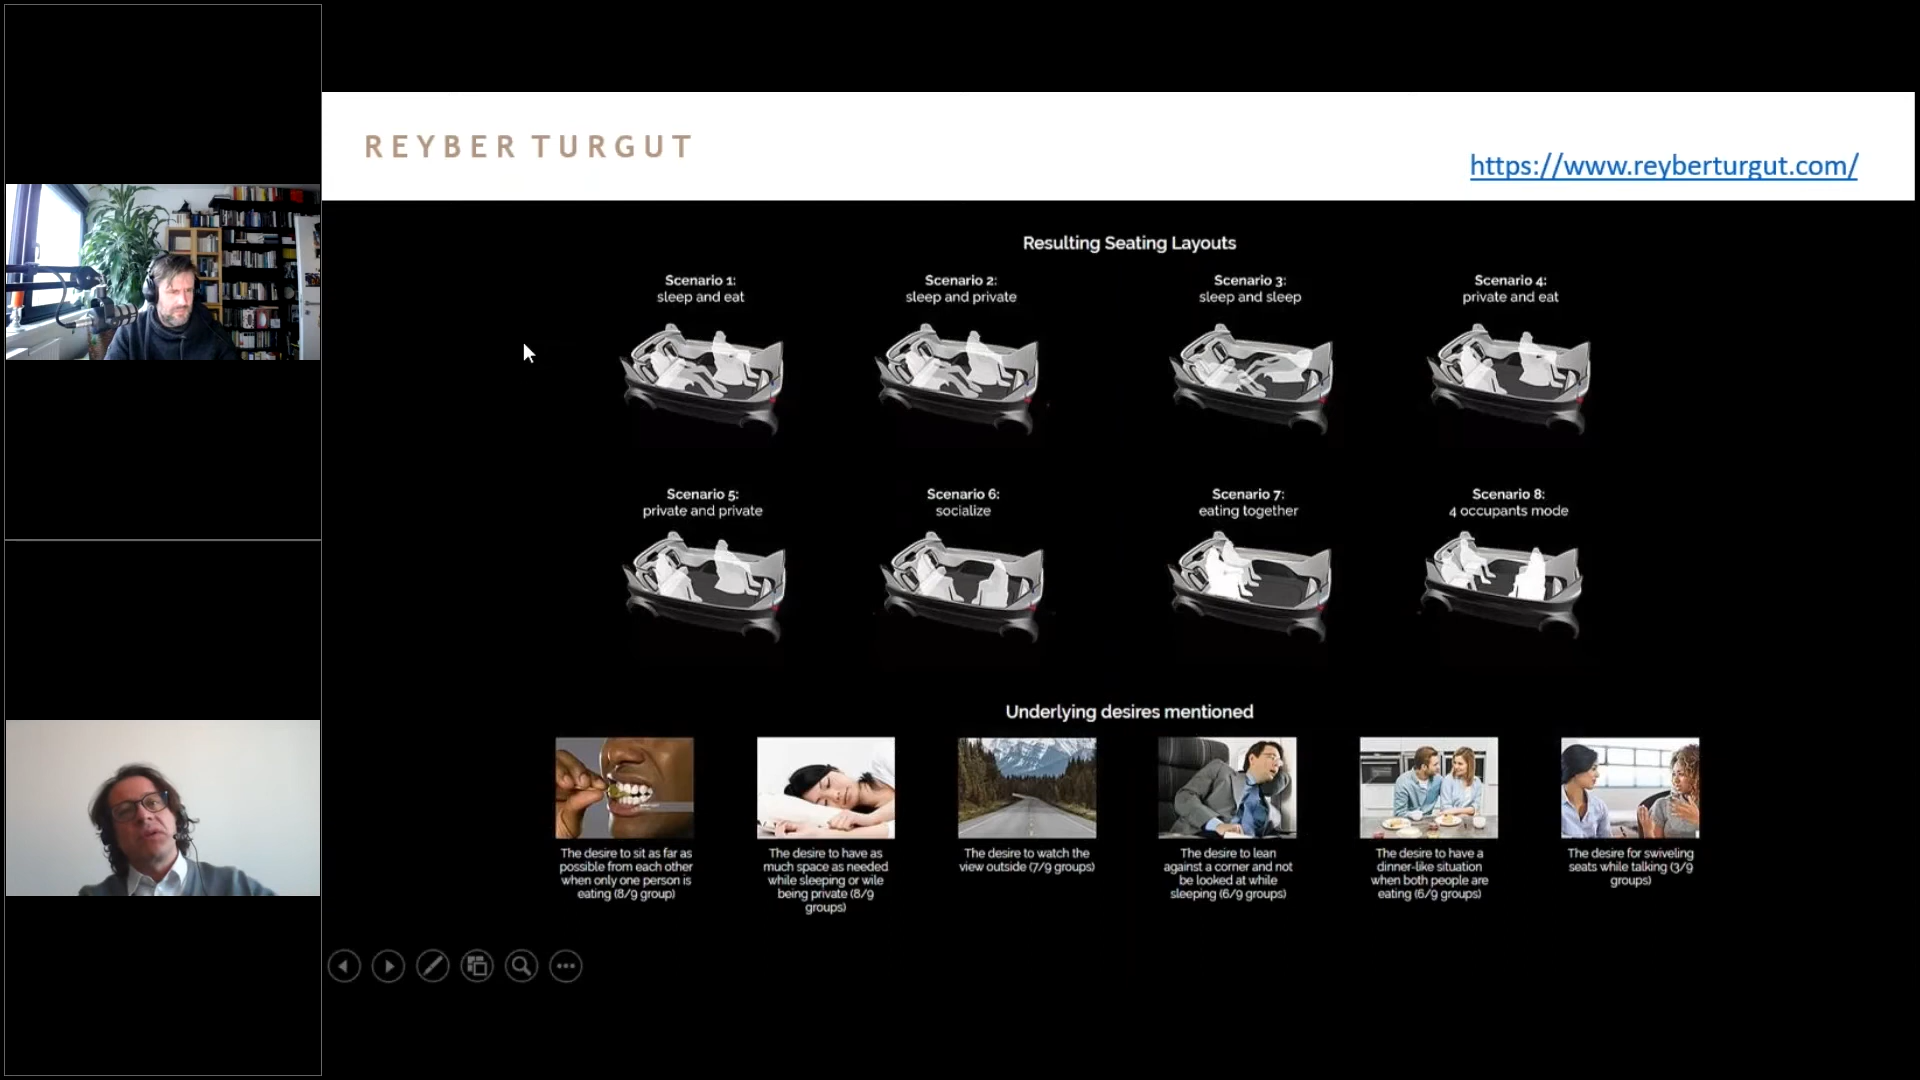 REYBER TURGUT
https://www.reyberturgut.com/
Resulting Seating Layouts
Scenario 1:
sleep and eat
Scenario 2:
sleep and private
Scenario 3:
sleep and sleep
Scenario 4:
private and eat
Scenario 5:
private and private
Scenario 6:
socialize
Scenario 7:
eating together
Scenario 8:
4 occupants mode
Underlying desires mentioned
The desire to sit as far as
possible from each other
when only one person is
eating (8/9 group)
The desire to have as
much space as needed
while sleeping or wile
being private (8/9
groups)
The desire to watch the
view outside (7/9 groups)
The desire to lean
against a corner and not
be looked at while
sleeping (6/9 groups)
The desire to have a
dinner-like situation
when both people are
eating (6/9 groups)
The desire for swiveling
seats while talking (3/9
groups)